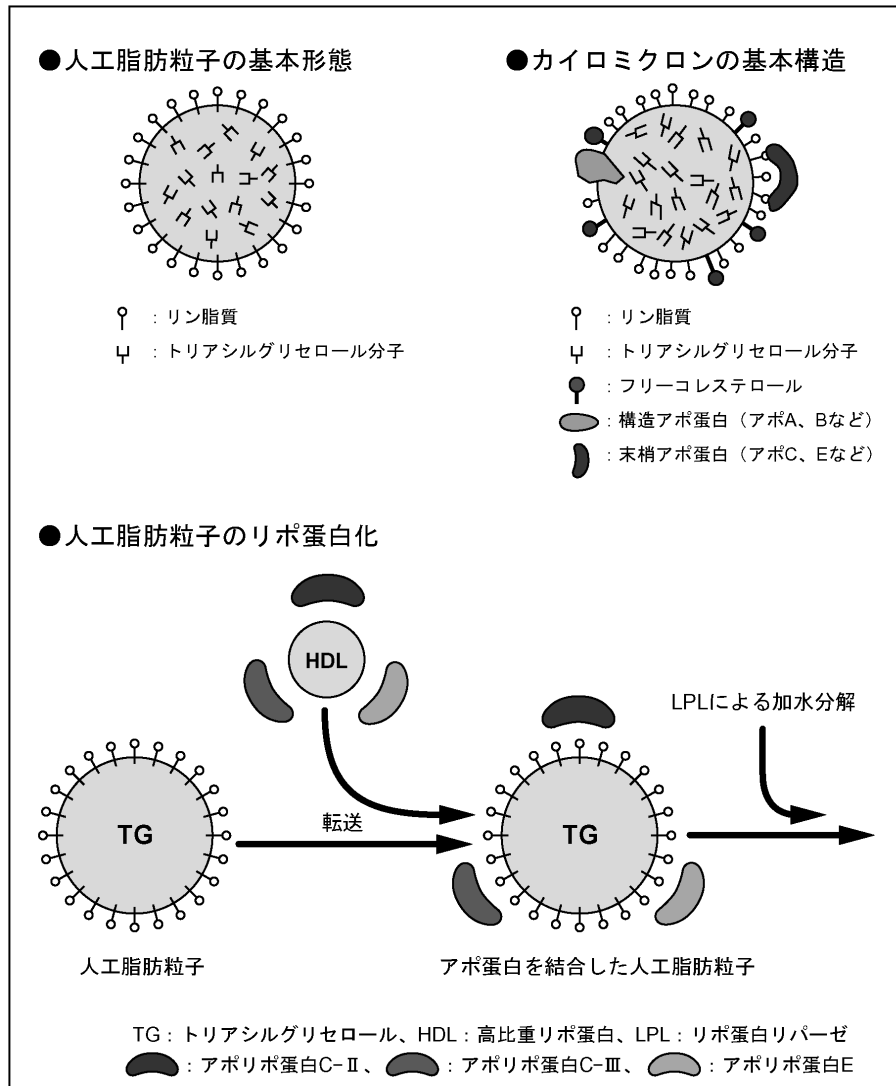 ●人工脂肪粒子の基本形態
：リン脂質
：トリアシルグリセロール分子
●カイロミクロンの基本構造
：リン脂質
：トリアシルグリセロール分子
：フリーコレステロール
：構造アポ蛋白（アポA、Bなど）
：末梢アポ蛋白（アポC、Eなど）
●人工脂肪粒子のリポ蛋白化
HDL
LPLによる加水分解
TG
転送
TG
人工脂肪粒子
アポ蛋白を結合した人工脂肪粒子
TG：トリアシルグリセロール、HDL：高比重リポ蛋白、LPL：リポ蛋白リパーゼ
：アポリポ蛋白C-Ⅱ、：アポリポ蛋白C-Ⅲ、：アポリポ蛋白E